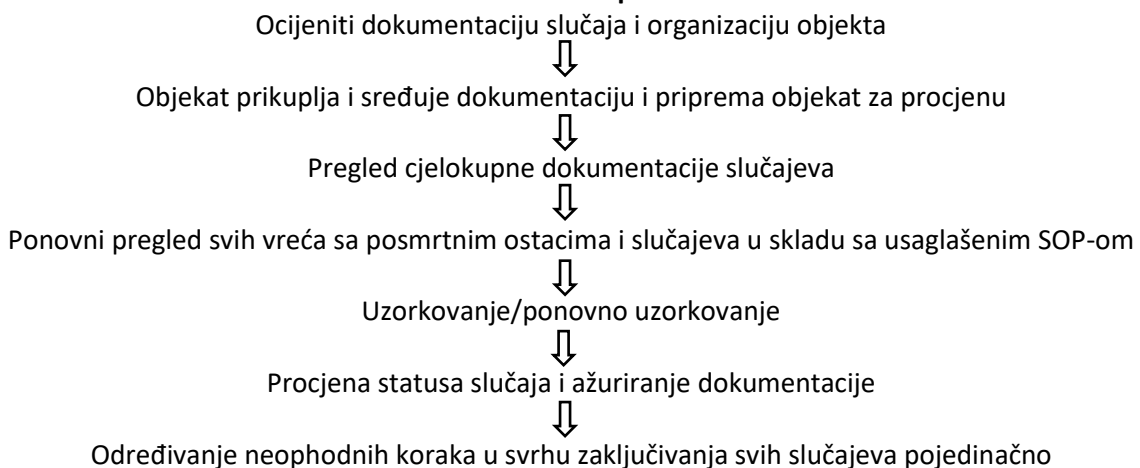 Ocijeniti dokumentaciju slučaja i organizaciju objekta
Objekat prikuplja i sređuje dokumentaciju i priprema objekat za procjenu
Pregled cjelokupne dokumentacije slučajeva
Ponovni pregled svih vreća sa posmrtnim ostacima i slučajeva u skladu sa usaglašenim SOP-om
Uzorkovanje/ponovno uzorkovanje
Procjena statusa slučaja i ažuriranje dokumentacije
Određivanje neophodnih koraka u svrhu zaključivanja svih slučajeva pojedinačno